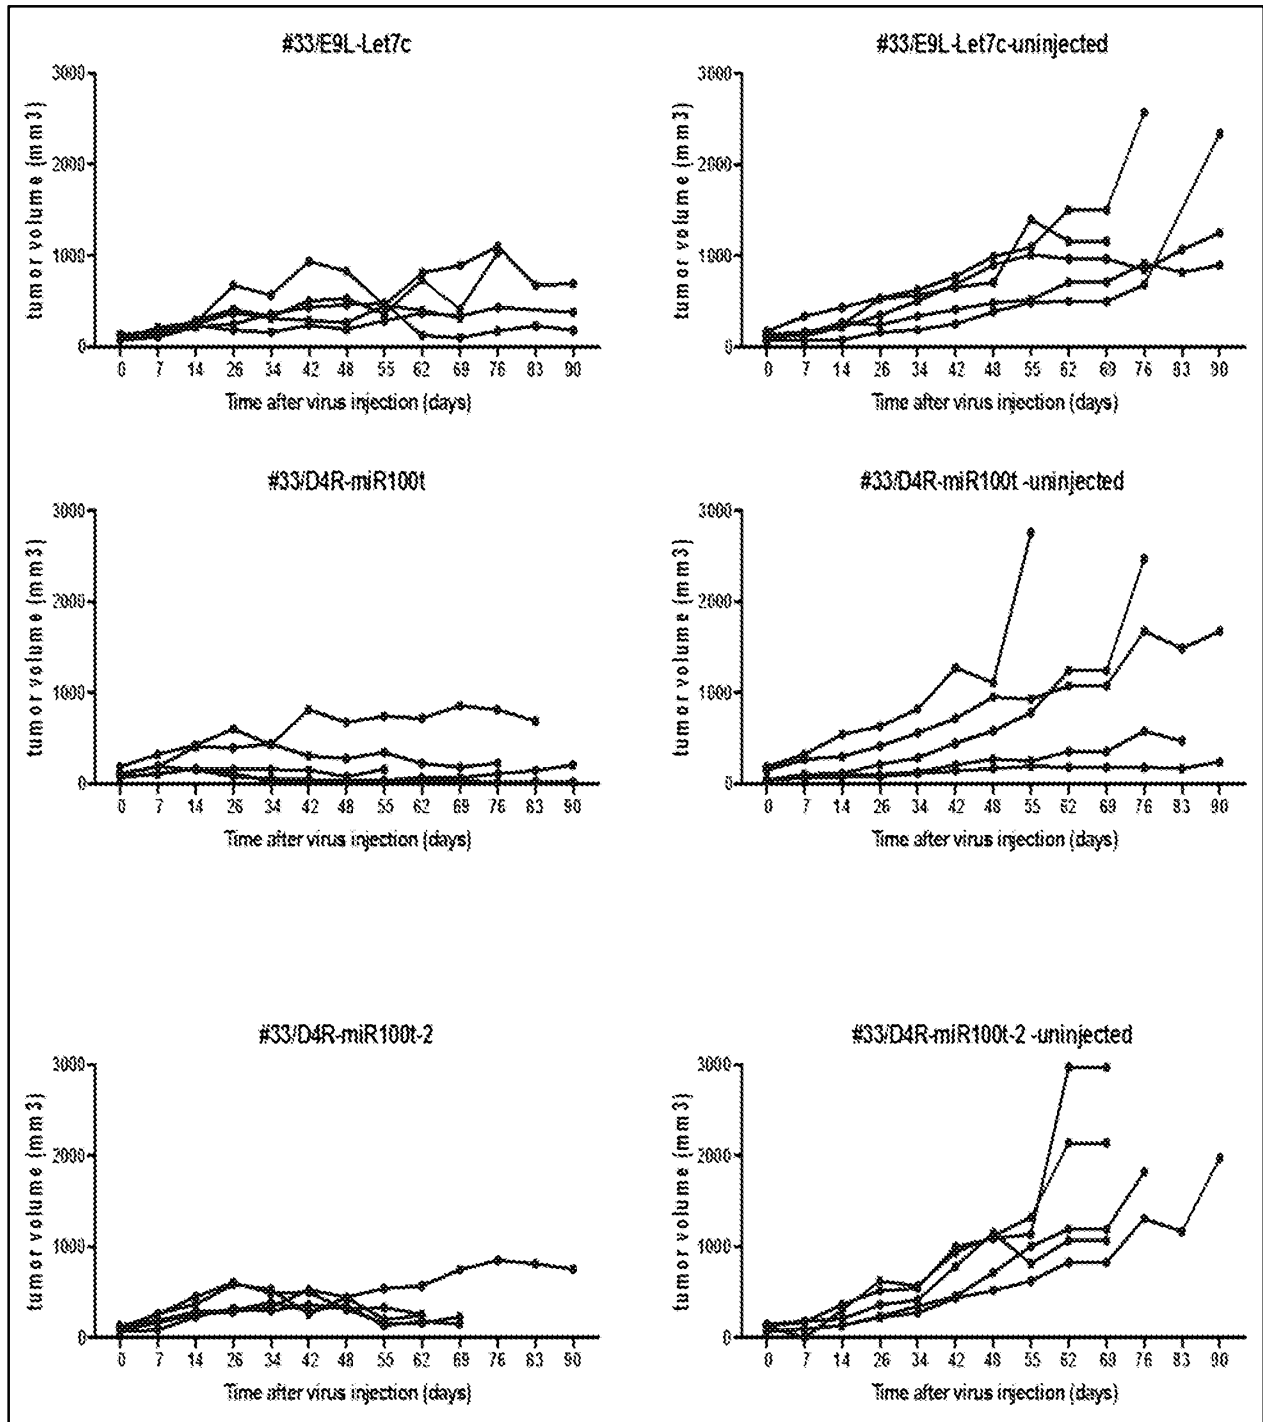 #33/E9L-Let7c
3000
2000
1000
0
tumor volume (mm3)
0 7 14 26 34 42 48 55 62 69 76 83 90
Time after virus injection (days)
#33/E9L-Let7c-uninjected
3000
2000
1000
0
tumor volume (mm3)
0 7 14 26 34 42 48 55 62 69 76 83 90
Time after virus injection (days)
#33/D4R-miR100t
3000
2000
1000
0
tumor volume (mm3)
0 7 14 26 34 42 48 55 62 69 76 83 90
Time after virus injection (days)
#33/D4R-miR100t -uninjected
3000
2000
1000
0
tumor volume (mm3)
0 7 14 26 34 42 48 55 62 69 76 83 90
Time after virus injection (days)
#33/D4R-miR100t-2
3000
2000
1000
0
tumor volume (mm3)
0 7 14 26 34 42 48 55 62 69 76 83 90
Time after virus injection (days)
#33/D4R-miR100t-2 -uninjected
3000
2000
1000
0
tumor volume (mm3)
0 7 14 26 34 42 48 55 62 69 76 83 90
Time after virus injection (days)